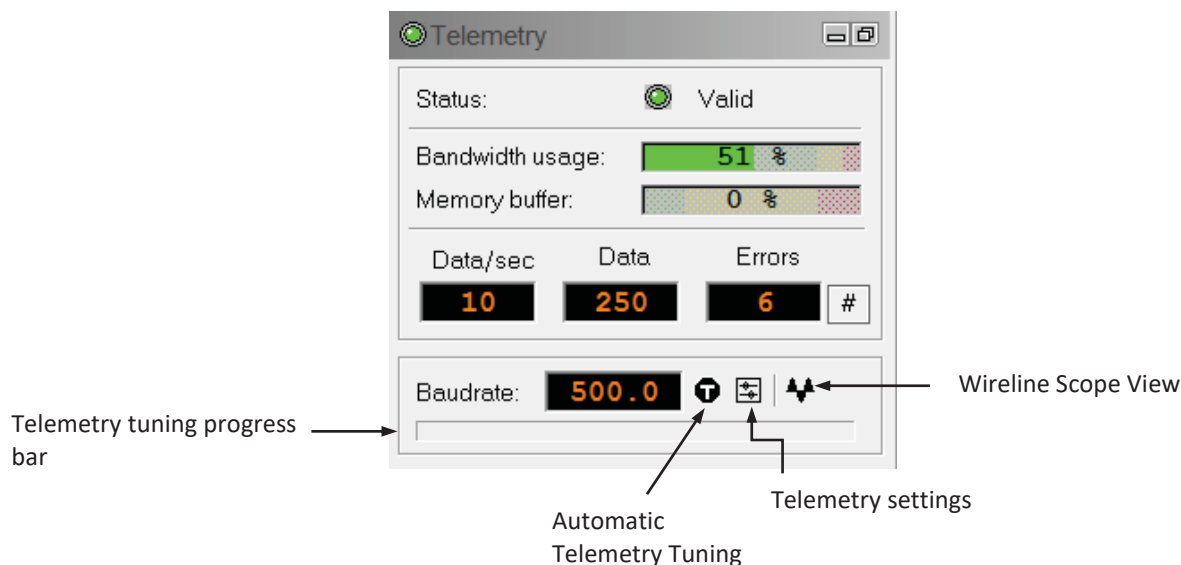 Telemetry
Status: Valid
Bandwidth usage: 51 %
Memory buffer: 0 %
Data/sec Data Errors
10 250 6 #
Baudrate: 500.0 T
Wireline Scope View
Telemetry tuning progress
bar
Telemetry settings
Automatic
Telemetry Tuning